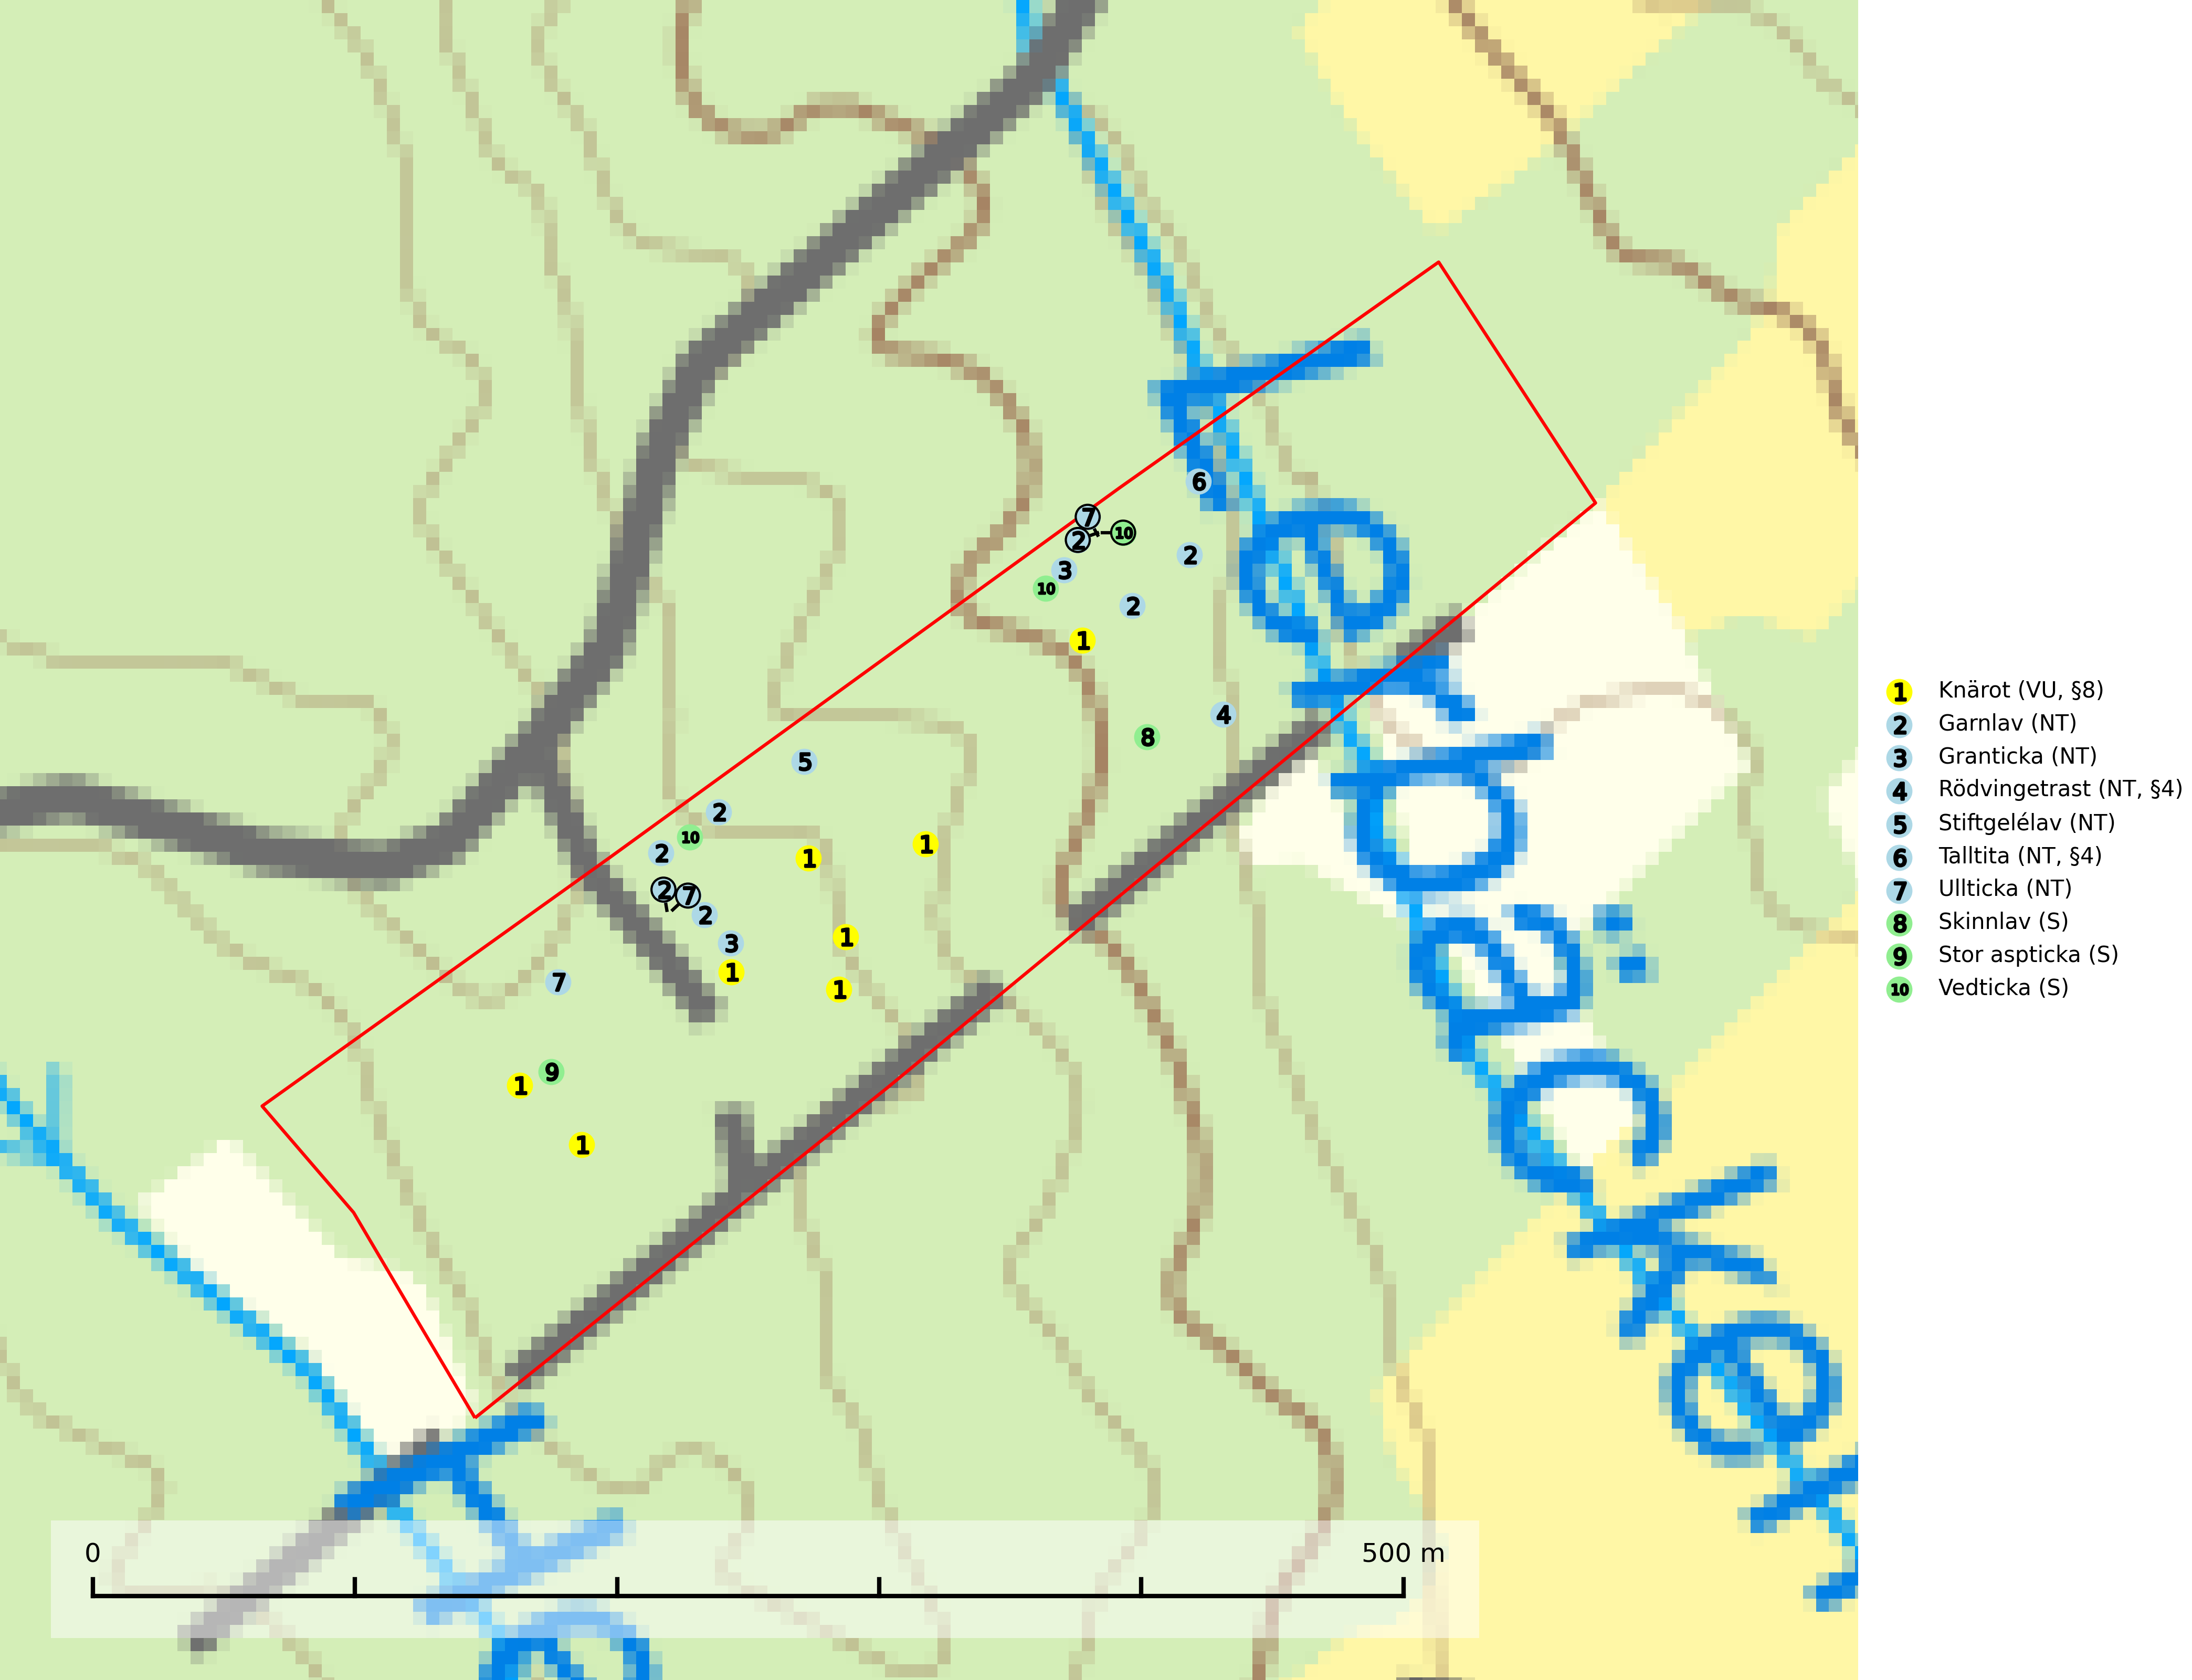 6
7
10
2
2
3
10
2
1
4
8
5
2
10
2
1
1
2
7
2
1
3
1
7
1
9
1
1
1 Knärot (VU, §8)
2 Garnlav (NT)
3 Granticka (NT)
4 Rödvingetrast (NT, §4)
5 Stiftgelélav (NT)
6 Talltita (NT, §4)
7 Ullticka (NT)
8 Skinnlav (S)
9 Stor aspticka (S)
10 Vedticka (S)
0 500 m